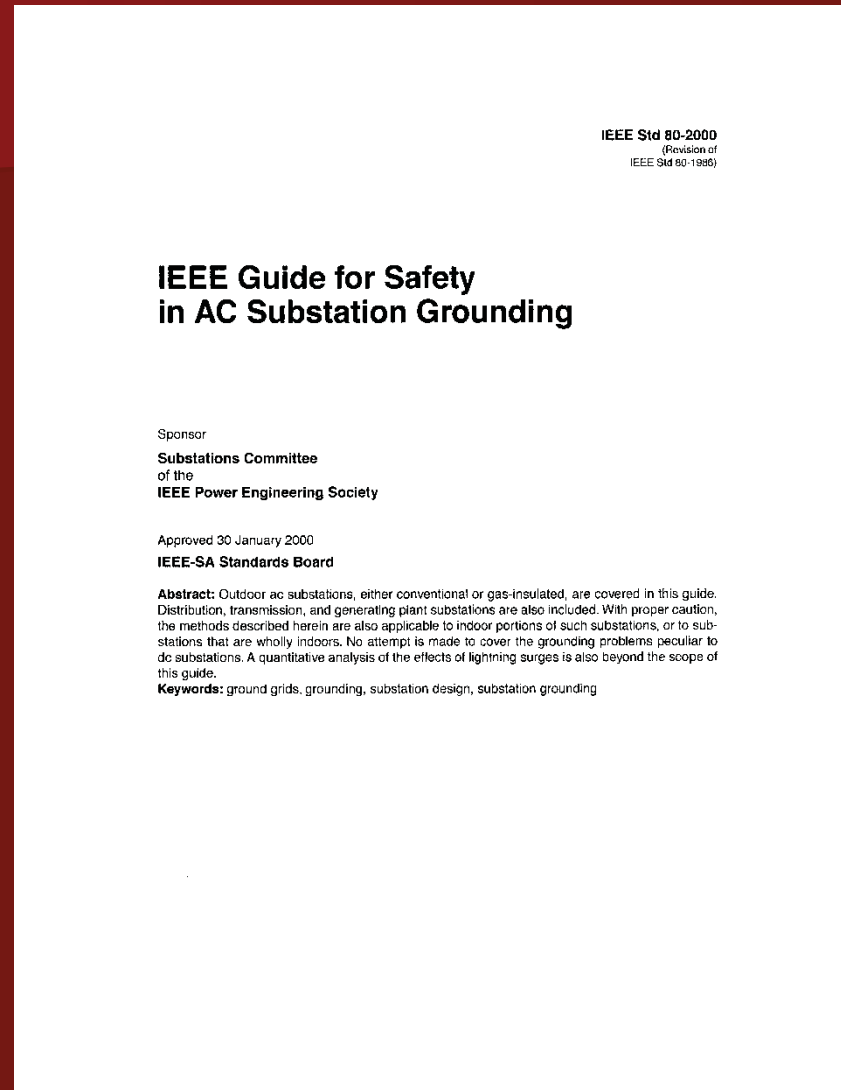 IEEE Std 80-2000
(Revision of
IEEE Std 80-1986)
IEEE Guide for Safety
in AC Substation Grounding
Sponsor
Substations Committee
of the
IEEE Power Engineering Society
Approved 30 January 2000
IEEE-SA Standards Board
Abstract: Outdoor ac substations, either conventional or gas-insulated, are covered in this guide.
Distribution, transmission, and generating plant substations are also included. With proper caution,
the methods described herein are also applicable to indoor portions of such substations, or to sub-
stations that are wholly indoors. No attempt is made to cover the grounding problems peculiar to
dc substations. A quantitative analysis of the effects of lightning surges is also beyond the scope of
this guide.
Keywords: ground grids, grounding, substation design, substation grounding